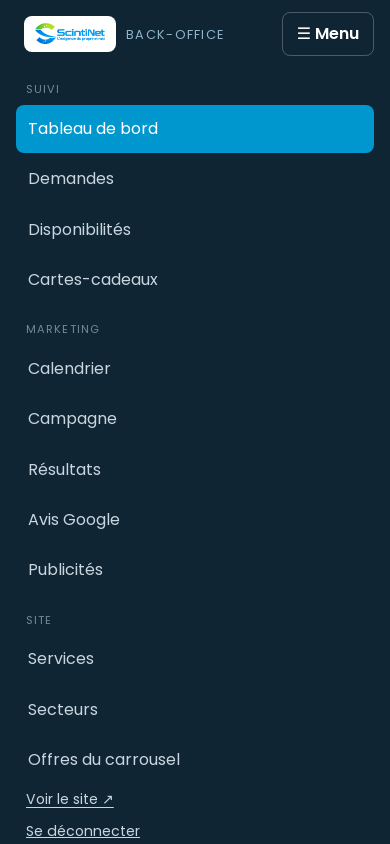 ScintiNet
BACK-OFFICE
☰ Menu
SUIVI
Tableau de bord
Demandes
Disponibilités
Cartes-cadeaux
MARKETING
Calendrier
Campagne
Résultats
Avis Google
Publicités
SITE
Services
Secteurs
Offres du carrousel
Voir le site ↗
Se déconnecter